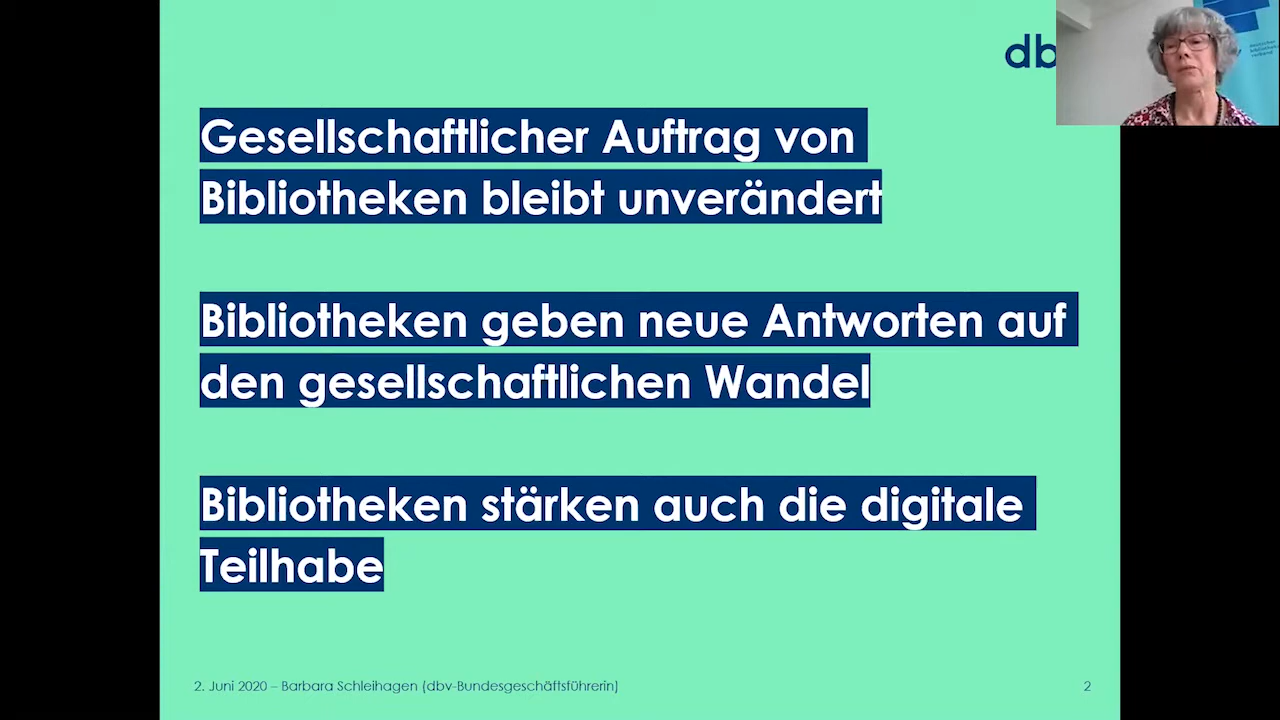 Gesellschaftlicher Auftrag von
Bibliotheken bleibt unverändert
Bibliotheken geben neue Antworten auf
den gesellschaftlichen Wandel
Bibliotheken stärken auch die digitale
Teilhabe
2. Juni 2020 – Barbara Schleihagen (dbv-Bundesgeschäftsführerin)
2